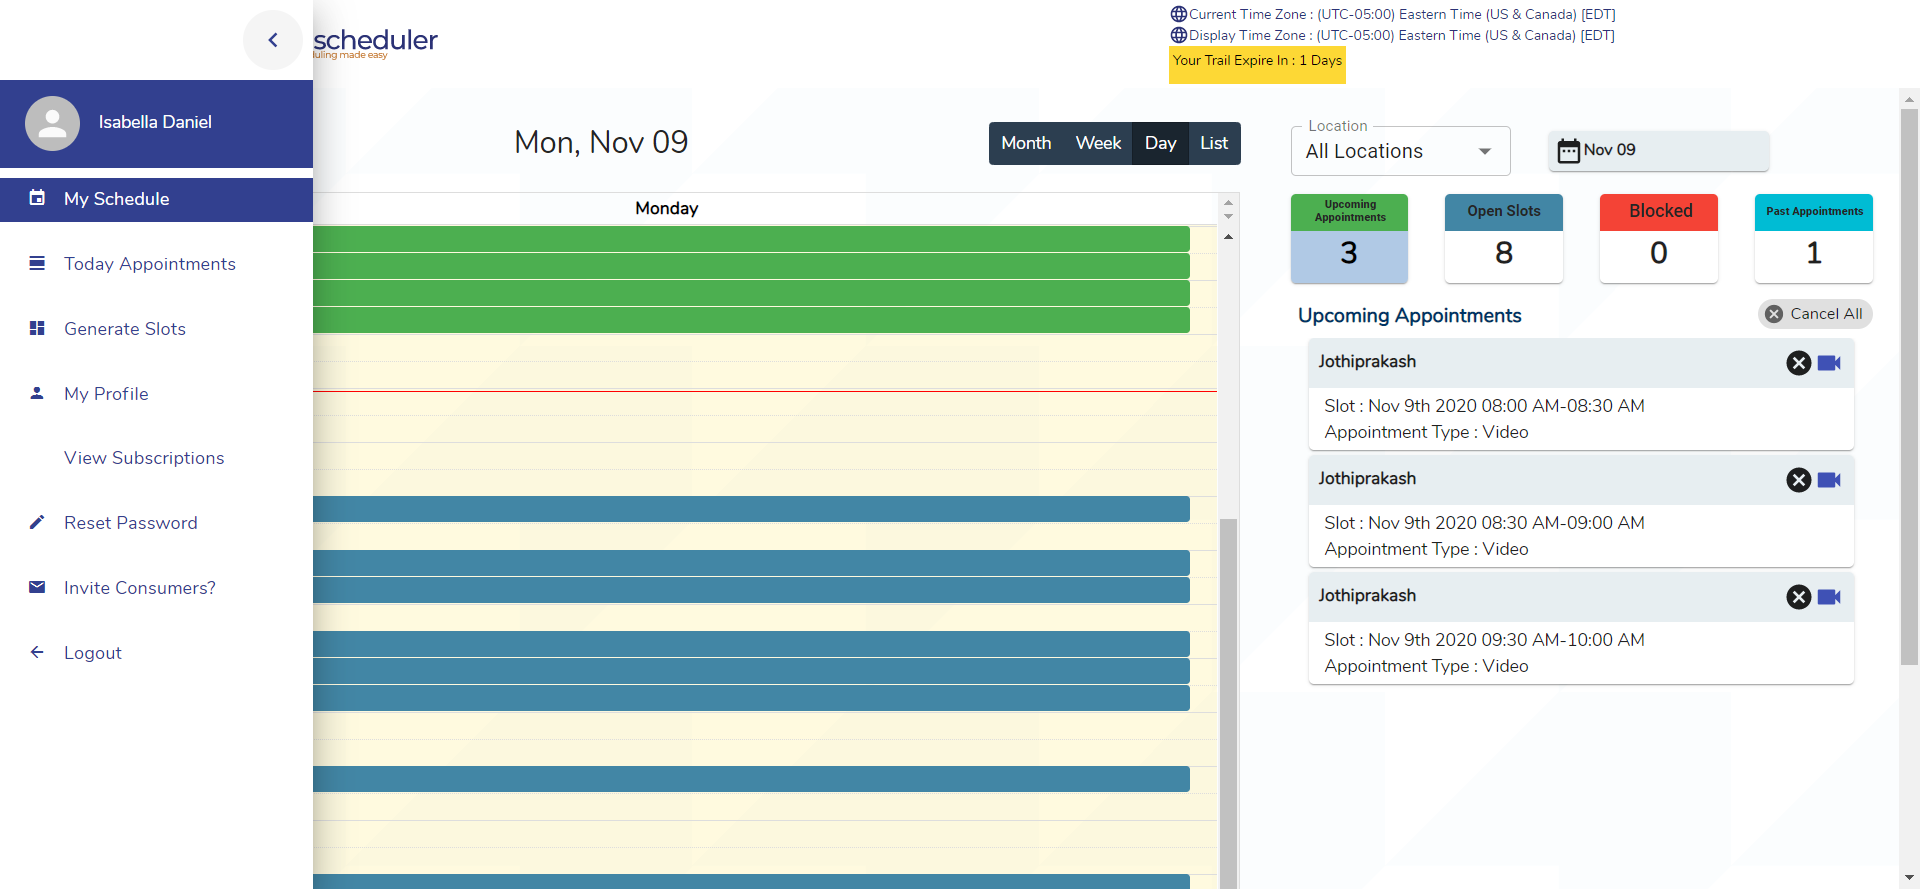 scheduler
duling made easy
Current Time Zone : (UTC-05:00) Eastern Time (US & Canada) [EDT]
Display Time Zone : (UTC-05:00) Eastern Time (US & Canada) [EDT]
Your Trail Expire In : 1 Days
Isabella Daniel
My Schedule
Today Appointments
Generate Slots
My Profile
View Subscriptions
Reset Password
Invite Consumers?
Logout
Mon, Nov 09
Month Week Day List
Monday
Location
All Locations
Nov 09
Upcoming
Appointments
3
Open Slots
8
Blocked
0
Past Appointments
1
Upcoming Appointments
Cancel All
Jothiprakash
Slot : Nov 9th 2020 08:00 AM-08:30 AM
Appointment Type : Video
Jothiprakash
Slot : Nov 9th 2020 08:30 AM-09:00 AM
Appointment Type : Video
Jothiprakash
Slot : Nov 9th 2020 09:30 AM-10:00 AM
Appointment Type : Video